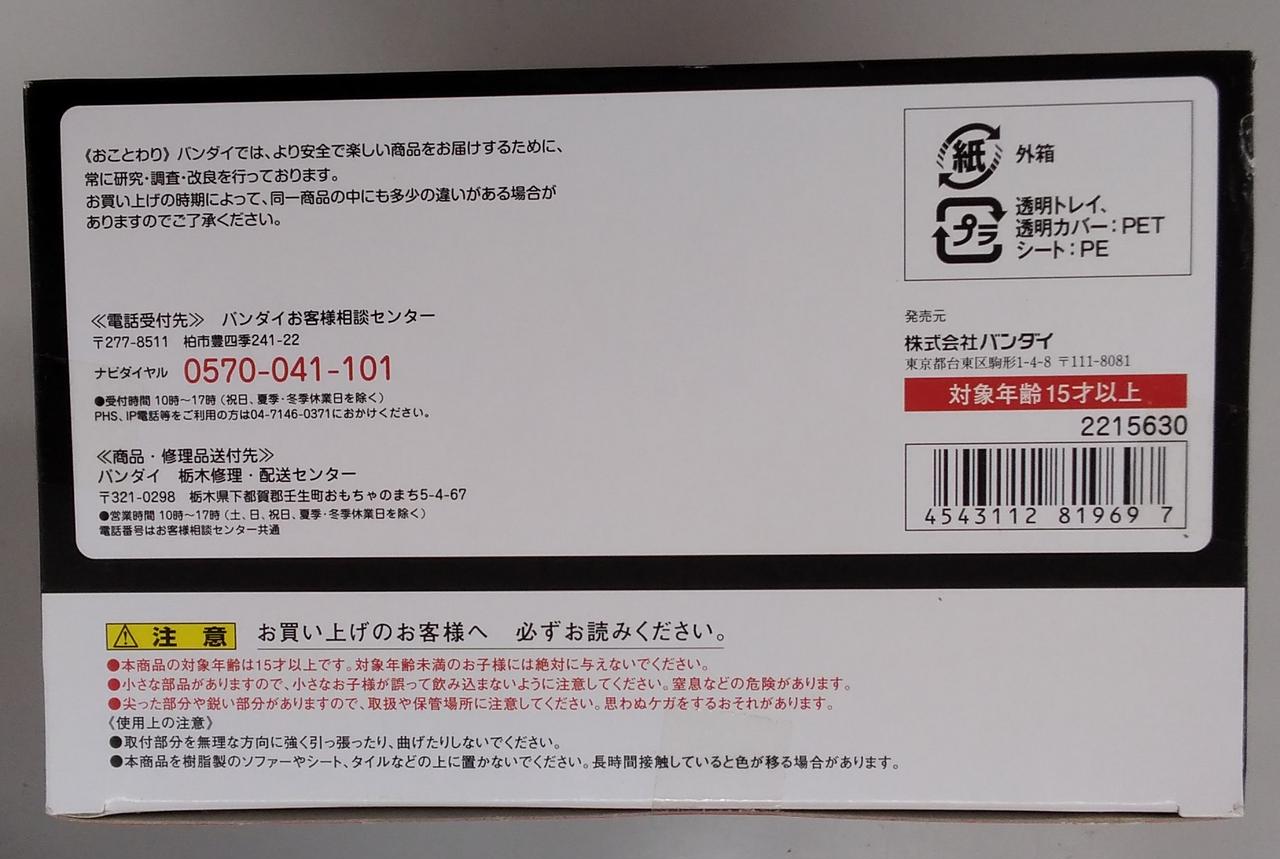 《おことわり》バンダイでは、より安全で楽しい商品をお届けするために、
常に研究・調査・改良を行っております。
お買い上げの時期によって、同一商品の中にも多少の違いがある場合が
ありますのでご了承ください。
≪電話受付先≫ バンダイお客様相談センター
〒277-8511 柏市豊四季241-22
ナビダイヤル 0570-041-101
●受付時間 10時～17時（祝日、夏季・冬季休業日を除く）
PHS、IP電話等をご利用の方は04-7146-0371におかけください。
≪商品・修理品送付先≫
バンダイ 栃木修理・配送センター
〒321-0298 栃木県下都賀郡壬生町おもちゃのまち5-4-67
●営業時間 10時～17時（土、日、祝日、夏季・冬季休業日を除く）
電話番号はお客様相談センター共通
紙 外箱
プラ 透明トレイ、
透明カバー：PET
シート：PE
発売元
株式会社バンダイ
東京都台東区駒形1-4-8 〒111-8081
対象年齢15才以上
2215630
4543112 81969 7
注意 お買い上げのお客様へ 必ずお読みください。
●本商品の対象年齢は15才以上です。対象年齢未満のお子様には絶対に与えないでください。
●小さな部品がありますので、小さなお子様が誤って飲み込まないように注意してください。窒息などの危険があります。
●尖った部分や鋭い部分がありますので、取扱や保管場所に注意してください。思わぬケガをするおそれがあります。
《使用上の注意》
●取付部分を無理な方向に強く引っ張ったり、曲げたりしないでください。
●本商品を樹脂製のソファーやシート、タイルなどの上に置かないでください。長時間接触していると色が移る場合があります。